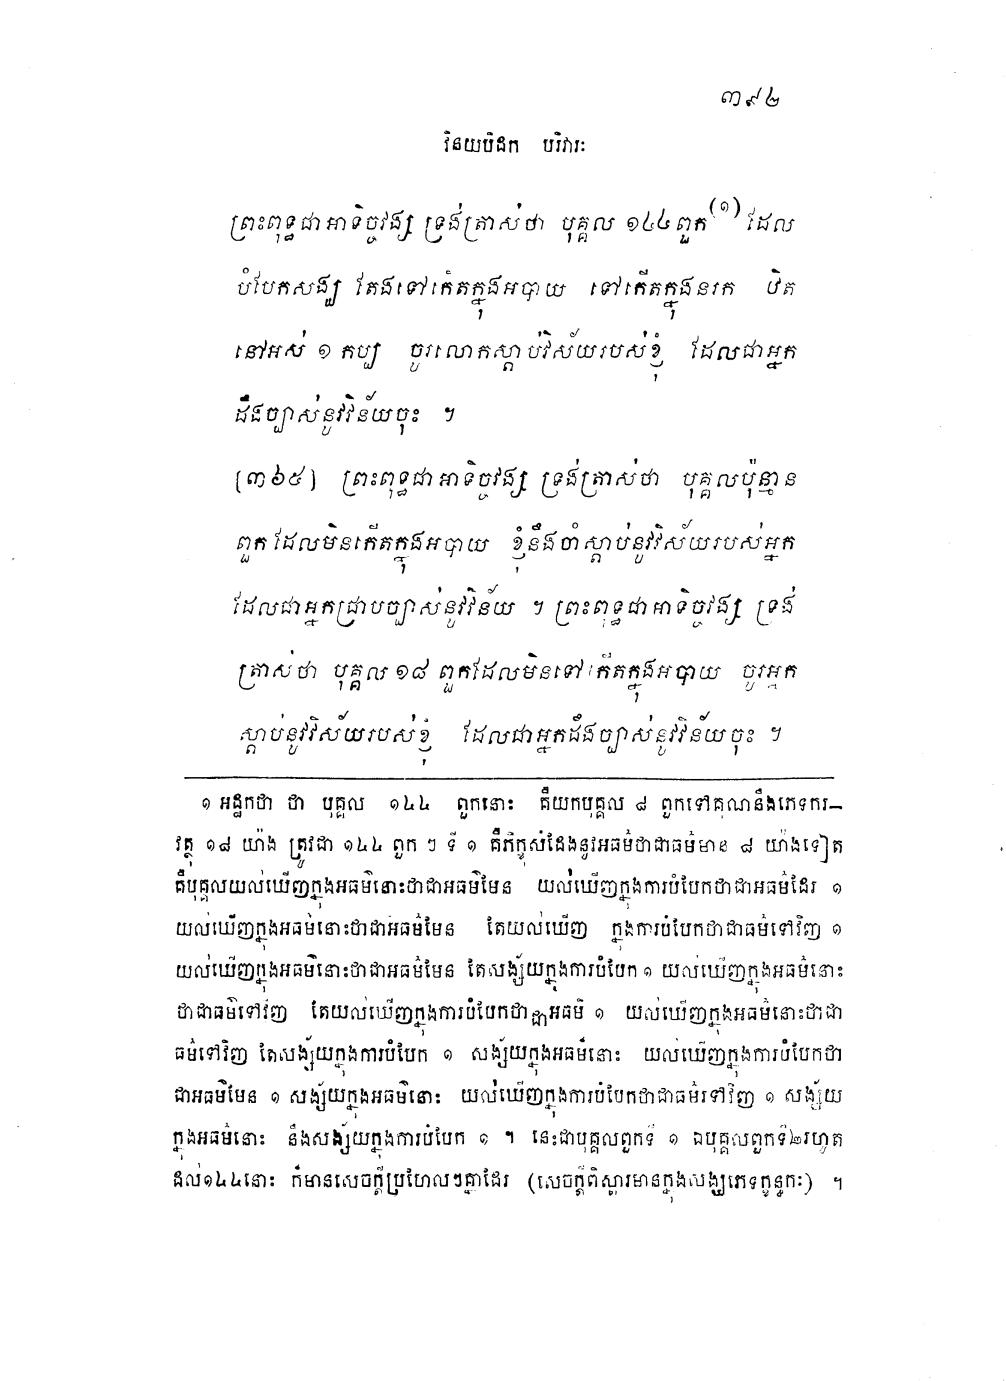 ៣៩៤
វិនយបិដក បរិវារៈ
ព្រះពុទ្ធជាអាទិច្ចវង្ស ទ្រង់ត្រាស់ថា បុគ្គល ១៤៤ ពួក(១) ដែល
បំបែកសង្ឃ តែងទៅកើតក្នុងអបាយ ទៅកើតក្នុងនរក ឋិត
នៅអស់ ១ កប្ប ចូរលោកស្តាប់វិស័យរបស់ខ្ញុំ ដែលជាអ្នក
ដឹងច្បាស់នូវវិន័យចុះ ។
[៣៦៥] ព្រះពុទ្ធជាអាទិច្ចវង្ស ទ្រង់ត្រាស់ថា បុគ្គលប៉ុន្មាន
ពួក ដែលមិនកើតក្នុងអបាយ ខ្ញុំនឹងចាំស្តាប់នូវវិស័យរបស់អ្នក
ដែលជាអ្នកជ្រាបច្បាស់នូវវិន័យ ។ ព្រះពុទ្ធជាអាទិច្ចវង្ស ទ្រង់
ត្រាស់ថា បុគ្គល ១៨ ពួកដែលមិនទៅកើតក្នុងអបាយ ចូរអ្នក
ស្តាប់នូវវិស័យរបស់ខ្ញុំ ដែលជាអ្នកដឹងច្បាស់នូវវិន័យចុះ ។
១ អដ្ឋកថា ថា បុគ្គល ១៤៤ ពួកនោះ គឺយកបុគ្គល ៨ ពួកទៅគុណនឹងភេទករ-
វត្ថុ ១៨ យ៉ាង ត្រូវជា ១៤៤ ពួក ៗ ទី ១ គឺភិក្ខុសំដែងនូវអធម៌ថាជាធម៌មាន ៨ យ៉ាងទៀត
គឺបុគ្គលយល់ឃើញក្នុងអធម៌នោះថាជាអធម៌មែន យល់ឃើញក្នុងការបំបែកថាជាអធម៌ដែរ ១
យល់ឃើញក្នុងអធម៌នោះថាជាអធម៌មែន តែយល់ឃើញ ក្នុងការបំបែកថាជាធម៌ទៅវិញ ១
យល់ឃើញក្នុងអធម៌នោះថាជាអធម៌មែន តែសង្ស័យក្នុងការបំបែក ១ យល់ឃើញក្នុងអធម៌នោះ
ថាជាធម៌ទៅវិញ តែយល់ឃើញក្នុងការបំបែកថាជាអធម៌ ១ យល់ឃើញក្នុងអធម៌នោះថាជា
ធម៌ទៅវិញ តែសង្ស័យក្នុងការបំបែក ១ សង្ស័យក្នុងអធម៌នោះ យល់ឃើញក្នុងការបំបែកថា
ជាអធម៌មែន ១ សង្ស័យក្នុងអធម៌នោះ យល់ឃើញក្នុងការបំបែកថាជាធម៌ទៅវិញ ១ សង្ស័យ
ក្នុងអធម៌នោះ នឹងសង្ស័យក្នុងការបំបែក ១ ។ នេះជាបុគ្គលពួកទី ១ ឯបុគ្គលពួកទី២រហូត
ដល់១៤៤នោះ ក៏មានសេចក្តីប្រហែលៗគ្នាដែរ (សេចក្តីពិស្តារមានក្នុងសង្ឃភេទក្ខន្ធកៈ) ។